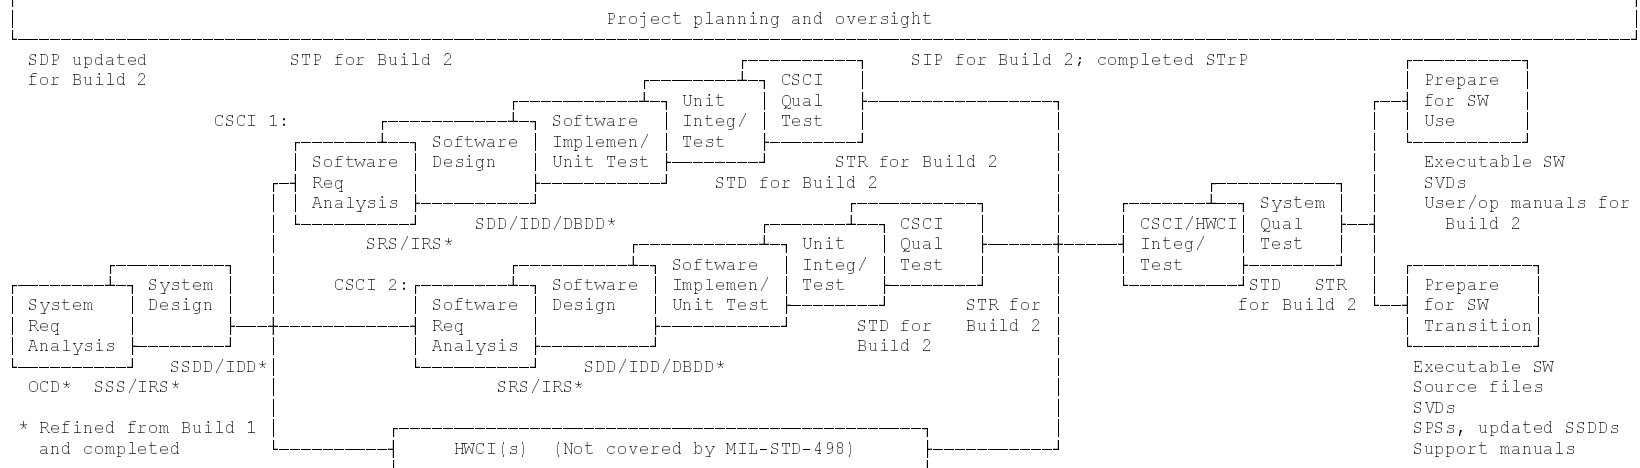 Project planning and oversight
SDP updated
for Build 2
STP for Build 2
SIP for Build 2; completed STrP
CSCI 1:
Software
Req
Analysis
SRS/IRS*
Software
Design
SDD/IDD/DBDD*
Software
Implemen/
Unit Test
Unit
Integ/
Test
STD for Build 2
CSCI
Qual
Test
STR for Build 2
System
Req
Analysis
OCD* SSS/IRS*
System
Design
SSDD/IDD*
CSCI 2:
Software
Req
Analysis
SRS/IRS*
Software
Design
SDD/IDD/DBDD*
Software
Implemen/
Unit Test
Unit
Integ/
Test
STD for
Build 2
CSCI
Qual
Test
STR for
Build 2
CSCI/HWCI
Integ/
Test
System
Qual
Test
STD STR
for Build 2
Prepare
for SW
Use
Executable SW
SVDs
User/op manuals for
Build 2
Prepare
for SW
Transition
Executable SW
Source files
SVDs
SPSs, updated SSDDs
Support manuals
* Refined from Build 1
and completed
HWCI(s) (Not covered by MIL-STD-498)